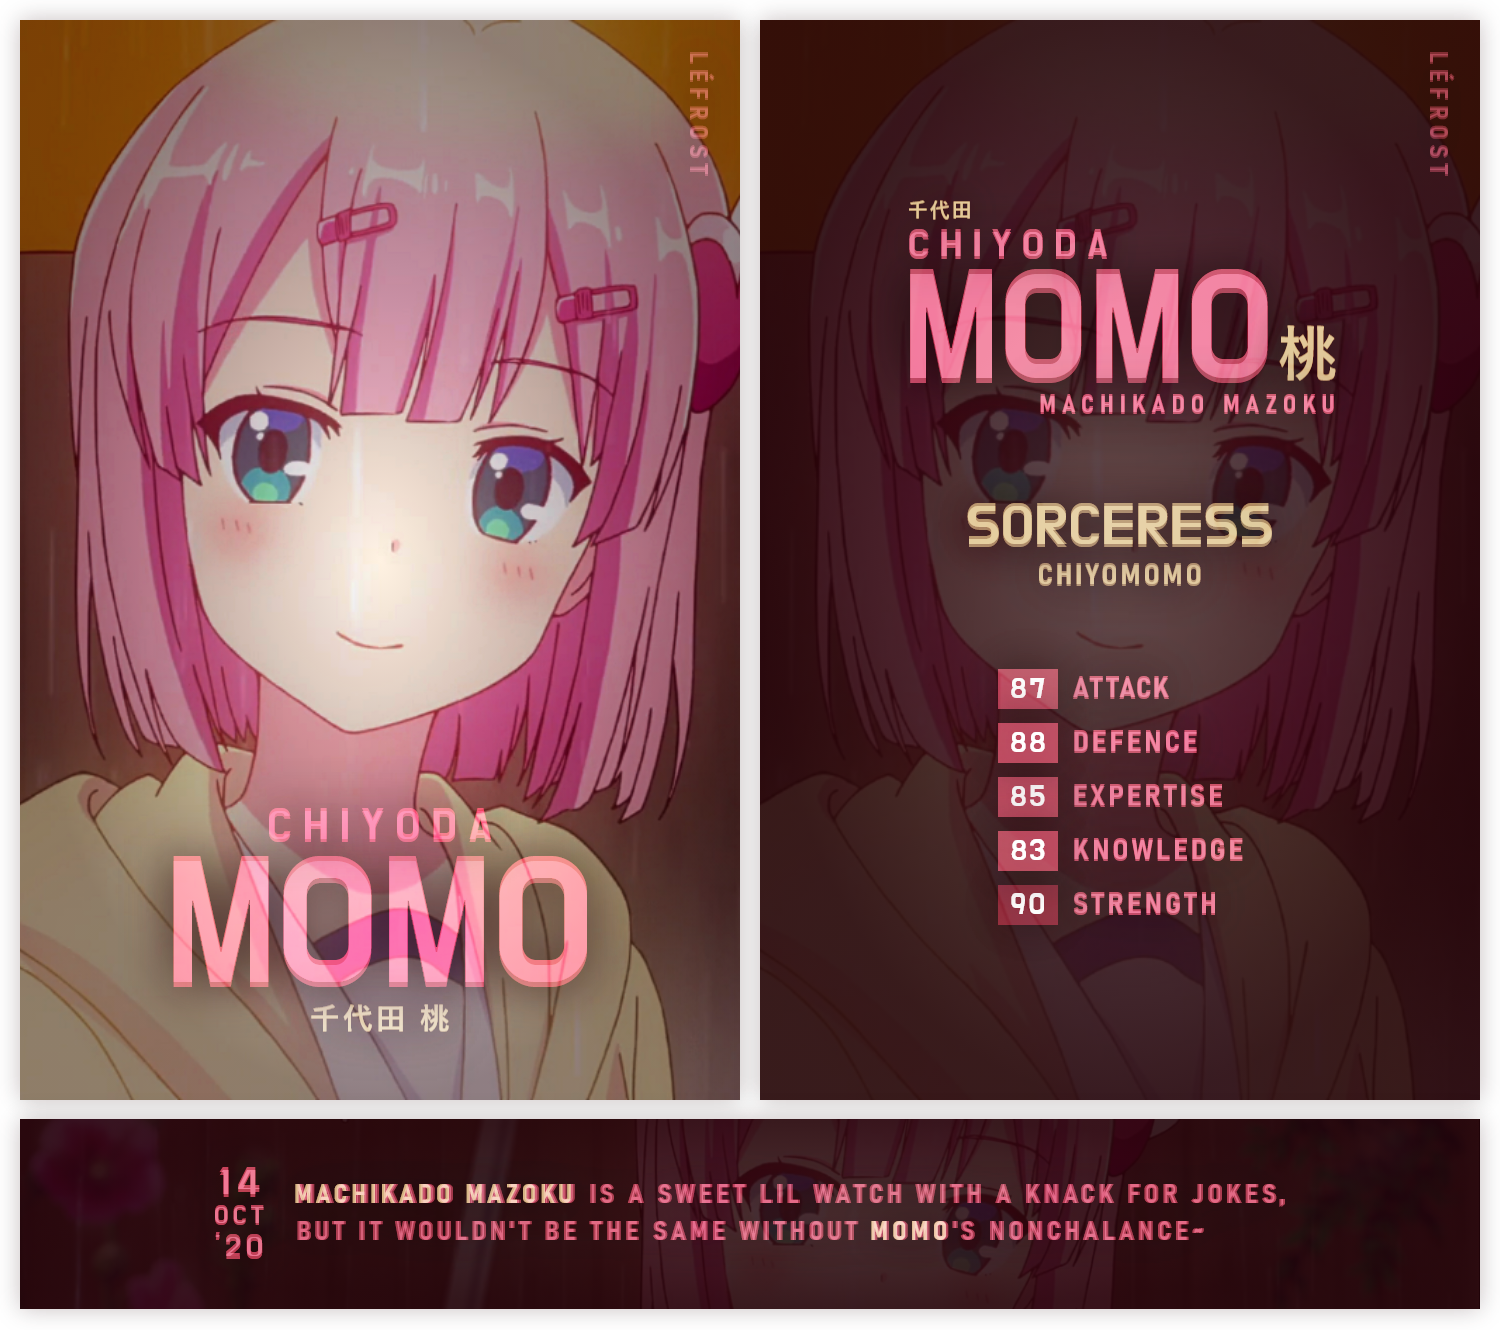 LÉFROST
CHIYODA
MOMO
千代田 桃
LÉFROST
千代田
CHIYODA
MOMO 桃
MACHIKADO MAZOKU
SORCERESS
CHIYOMOMO
87 ATTACK
88 DEFENCE
85 EXPERTISE
83 KNOWLEDGE
90 STRENGTH
14
OCT
'20
MACHIKADO MAZOKU IS A SWEET LIL WATCH WITH A KNACK FOR JOKES,
BUT IT WOULDN'T BE THE SAME WITHOUT MOMO'S NONCHALANCE~